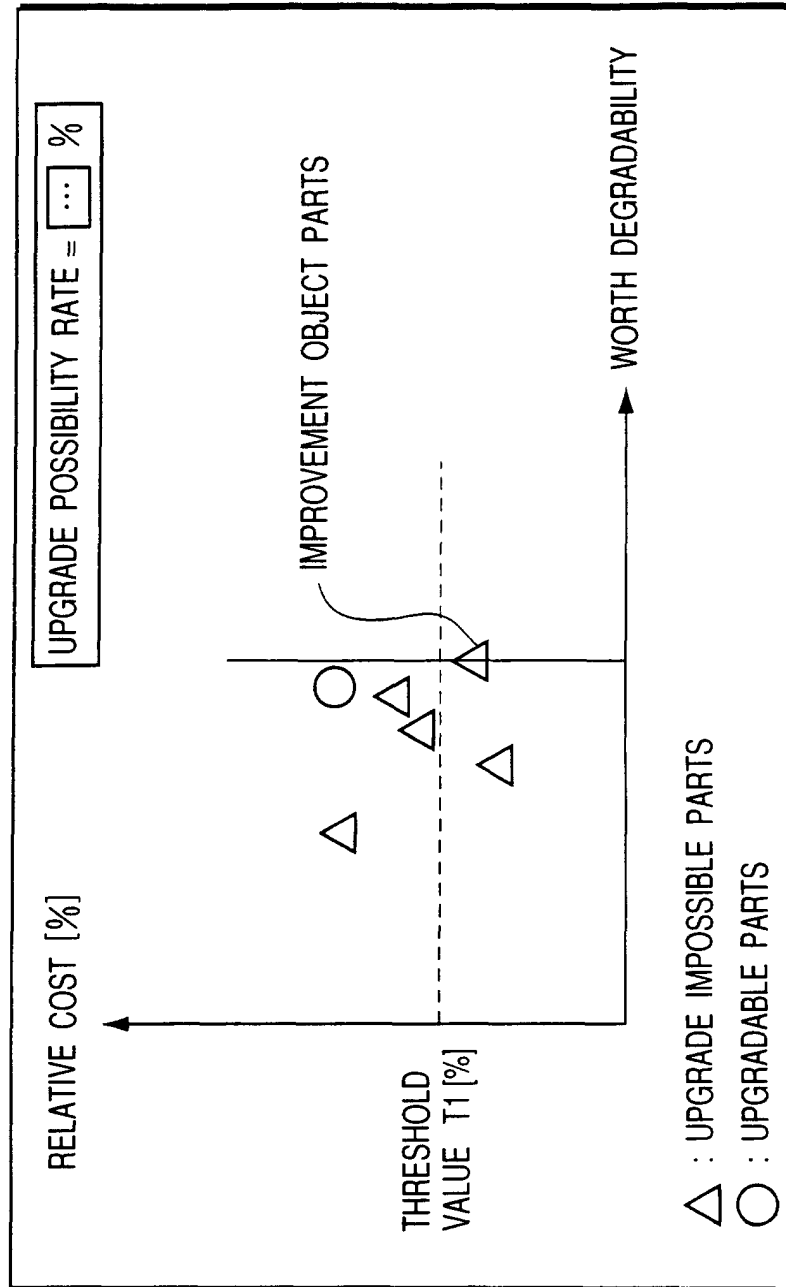 UPGRADE POSSIBILITY RATE = ... %
RELATIVE COST [%]
IMPROVEMENT OBJECT PARTS
THRESHOLD
VALUE T1 [%]
WORTH DEGRADABILITY
△ : UPGRADE IMPOSSIBLE PARTS
○ : UPGRADABLE PARTS